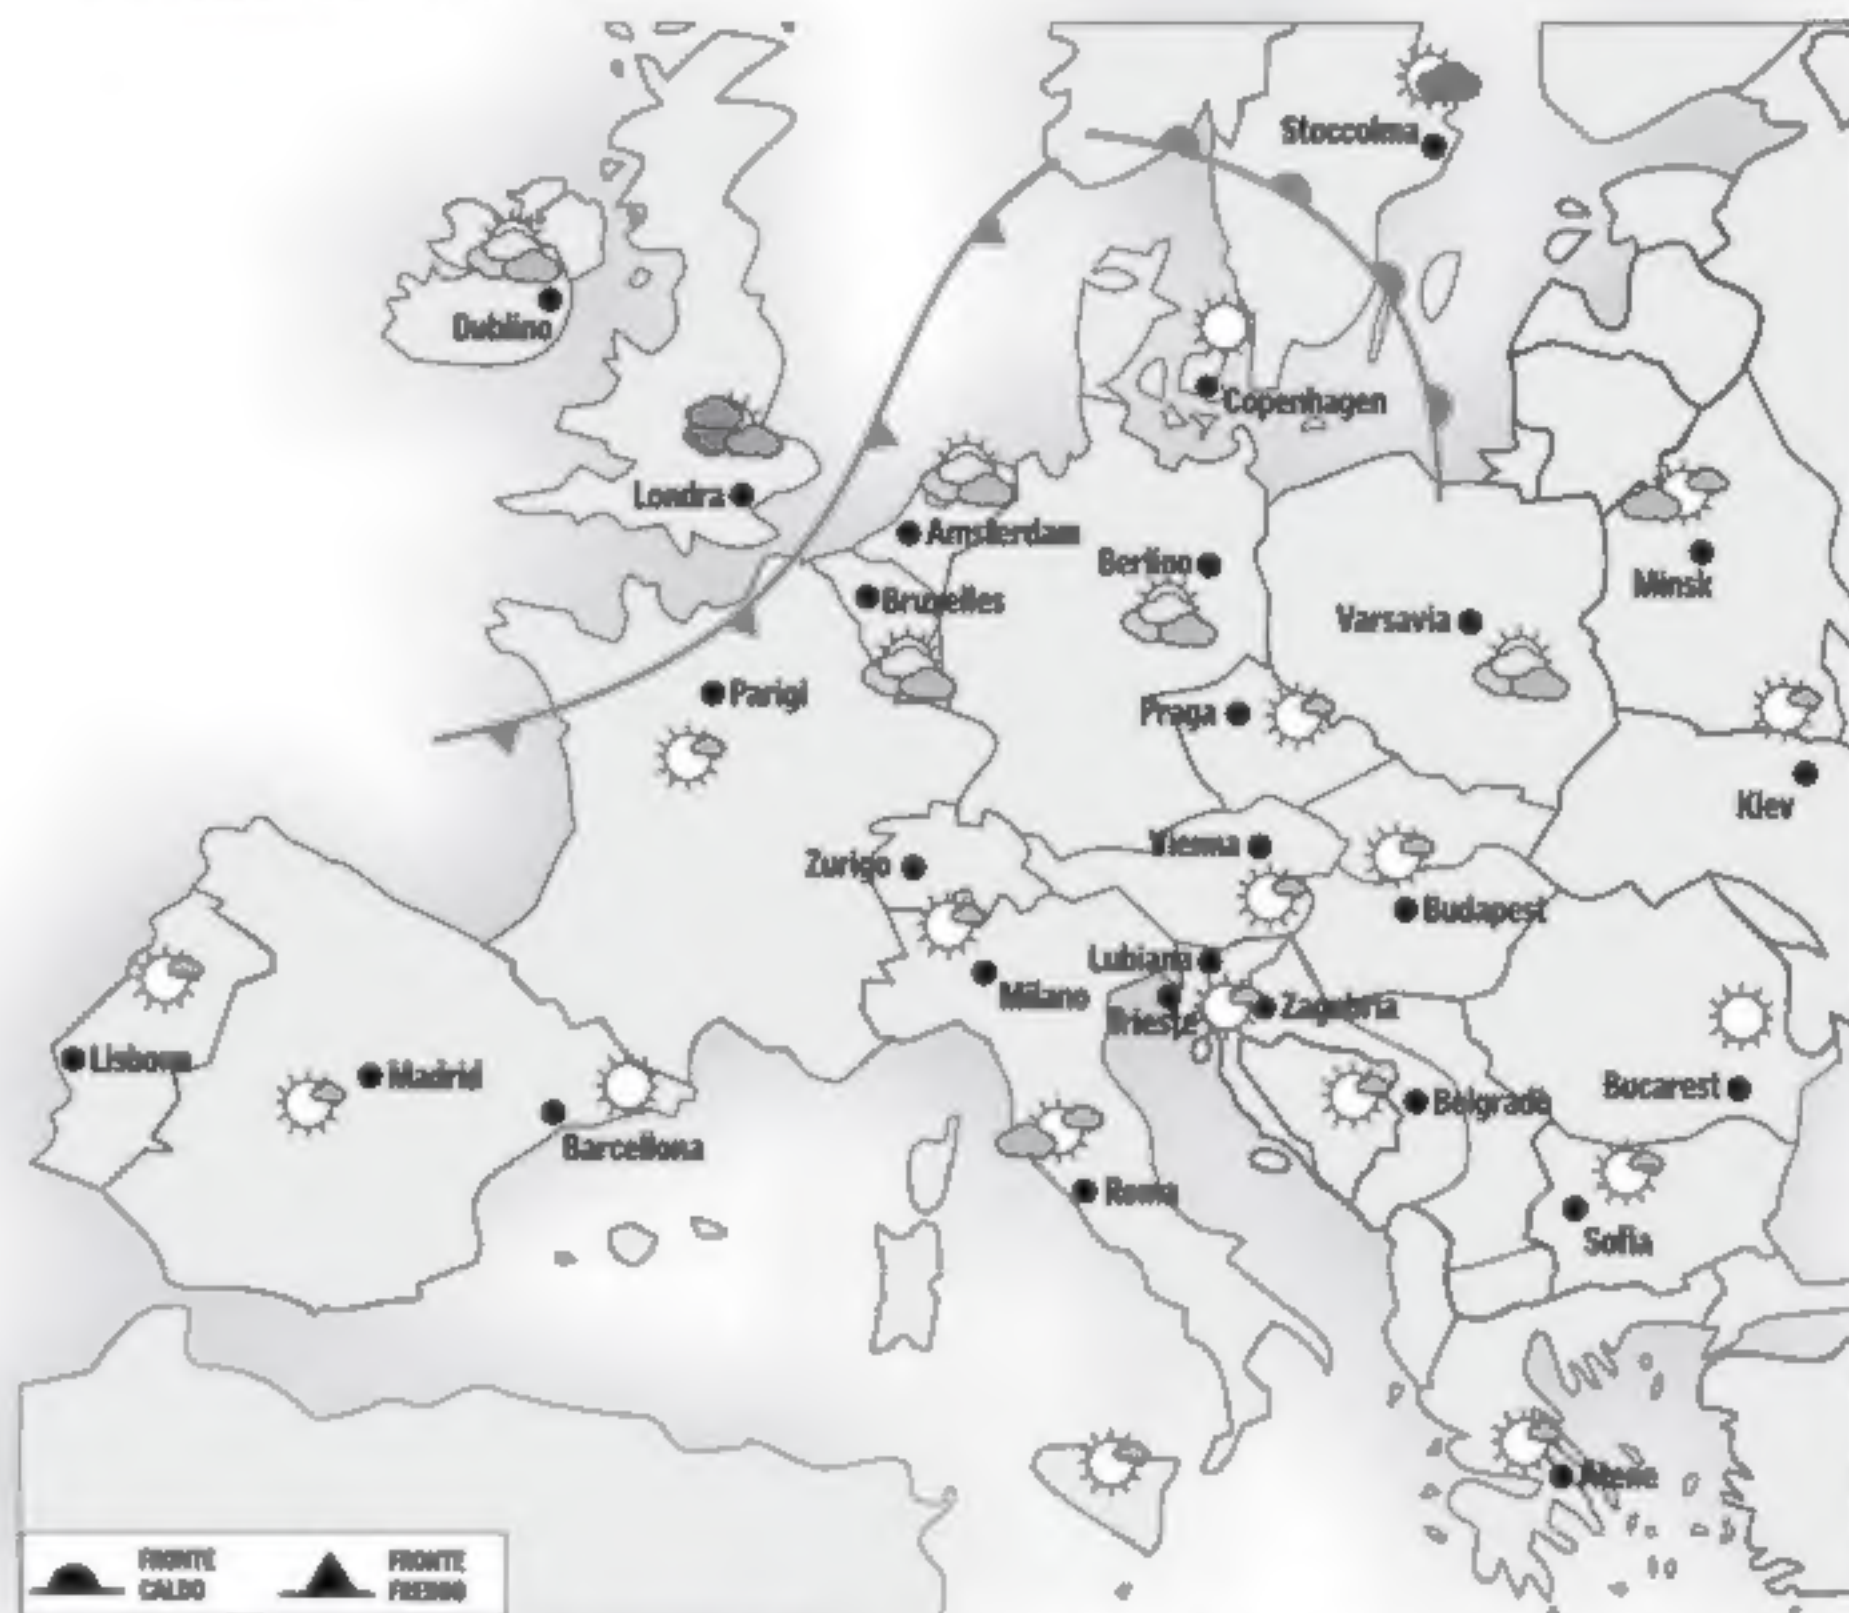 Stoccolma
Dublino
Copenhagen
Londra
Amsterdam
Berlino
Minsk
Bruxelles
Varsavia
Parigi
Praga
Kiev
Vienna
Zurigo
Budapest
Lubiana
Milano
Trieste
Zagabria
Lisbona
Madrid
Bucarest
Belgrado
Barcellona
Roma
Sofia
Atene
FRONTE
CALDO
FRONTE
FREDDO